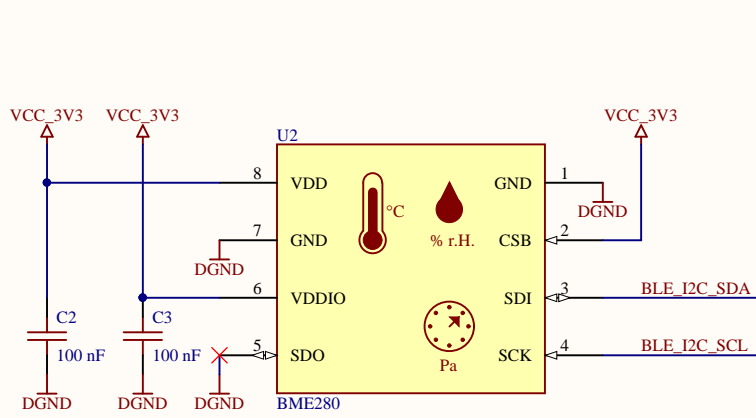 VCC_3V3 VCC_3V3 VCC_3V3
U2
8 VDD GND 1
°C DGND
7 GND % r.H. CSB 2
DGND
6 VDDIO SDI 3 BLE_I2C_SDA
C2 C3
100 nF 100 nF 5 SDO SCK 4 BLE_I2C_SCL
Pa
DGND DGND DGND BME280